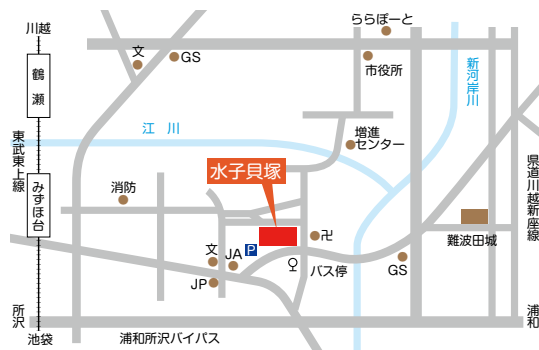 ららぽーと
川越
文
GS
市役所
新河岸川
鶴瀬
江川
増進
センター
東武東上線
水子貝塚
県道川越新座線
みずほ台
消防
卍
難波田城
文
JA
P
バス停
GS
JP
所沢
浦和
池袋
浦和所沢バイパス